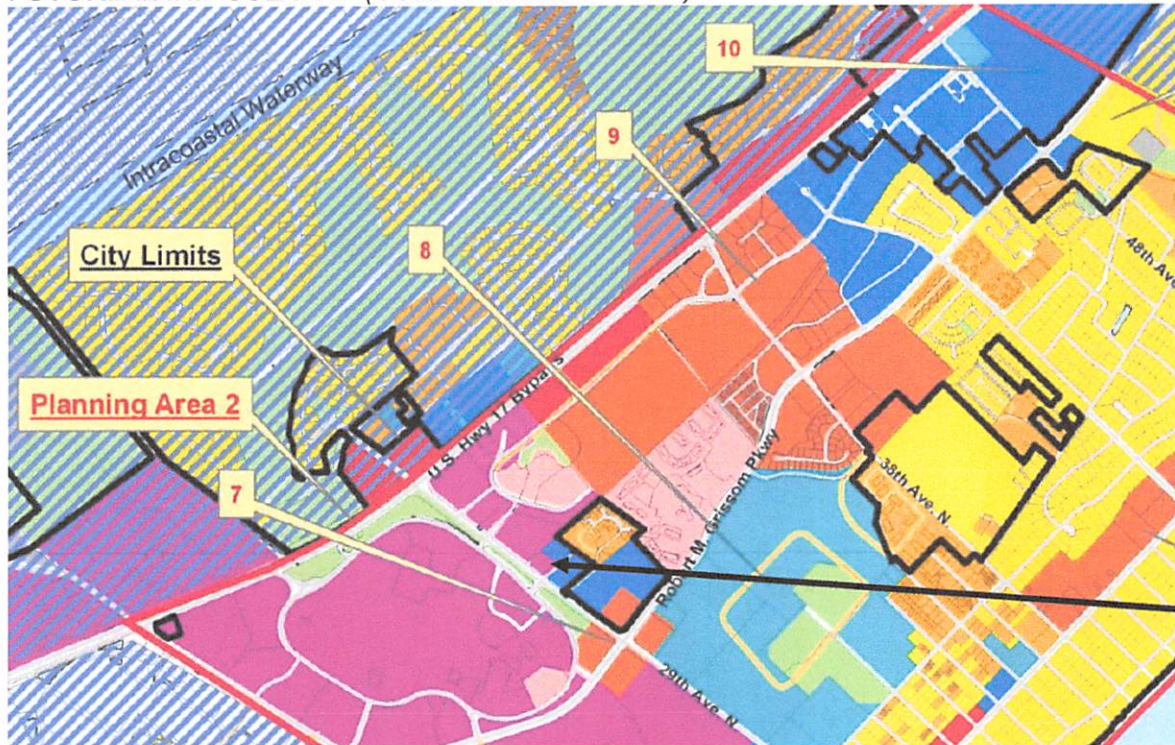 10
Intracoastal Waterway
9
City Limits
8
48th Ave
Planning Area 2
U.S. Hwy 17 Bypass
7
38th Ave. N
Robert M. Grissom Pkwy
29th Ave. N